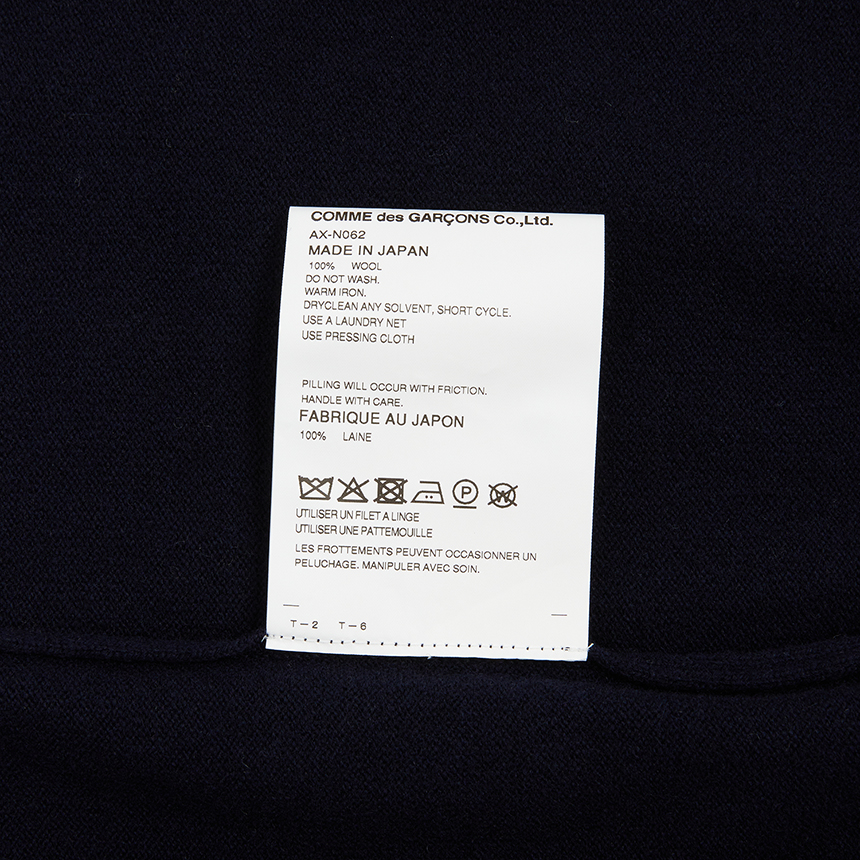 COMME des GARÇONS Co.,Ltd.
AX-N062
MADE IN JAPAN
100% WOOL
DO NOT WASH.
WARM IRON.
DRYCLEAN ANY SOLVENT, SHORT CYCLE.
USE A LAUNDRY NET
USE PRESSING CLOTH
PILLING WILL OCCUR WITH FRICTION.
HANDLE WITH CARE.
FABRIQUE AU JAPON
100% LAINE
P W
UTILISER UN FILET A LINGE
UTILISER UNE PATTEMOUILLE
LES FROTTEMENTS PEUVENT OCCASIONNER UN
PELUCHAGE. MANIPULER AVEC SOIN.
T-2 T-6